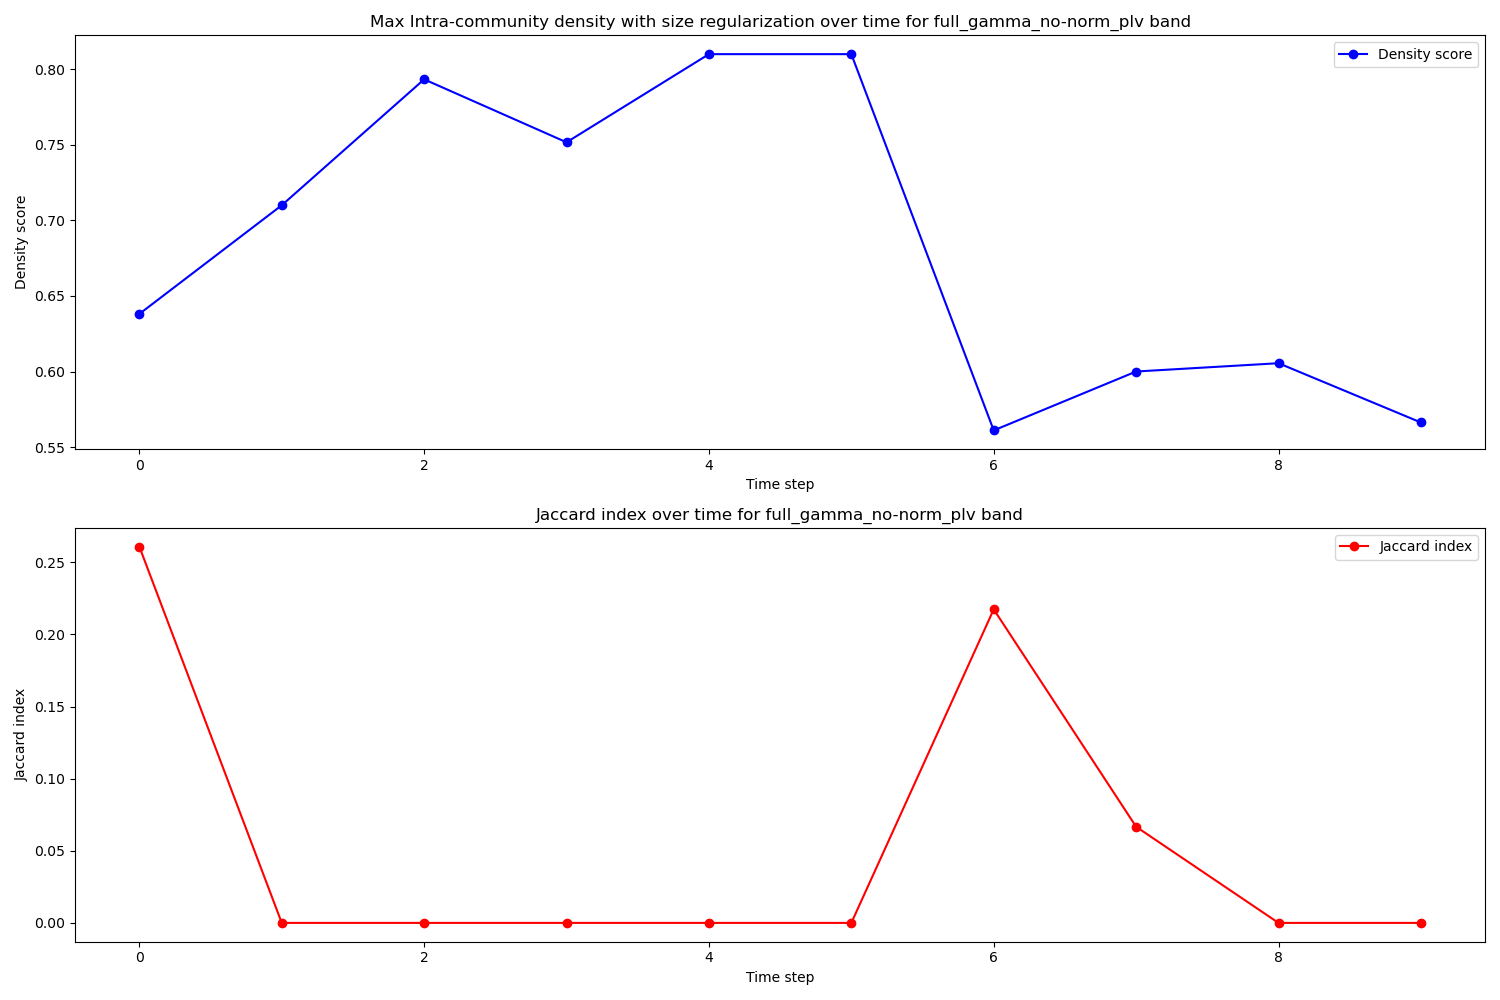 Max Intra-community density with size regularization over time for full_gamma_no-norm_plv band
Density score
0.80
0.75
0.70
0.65
0.60
0.55
Density score
0 2 4 6 8
Time step
Jaccard index over time for full_gamma_no-norm_plv band
Jaccard index
0.25
0.20
0.15
0.10
0.05
0.00
Jaccard index
0 2 4 6 8
Time step